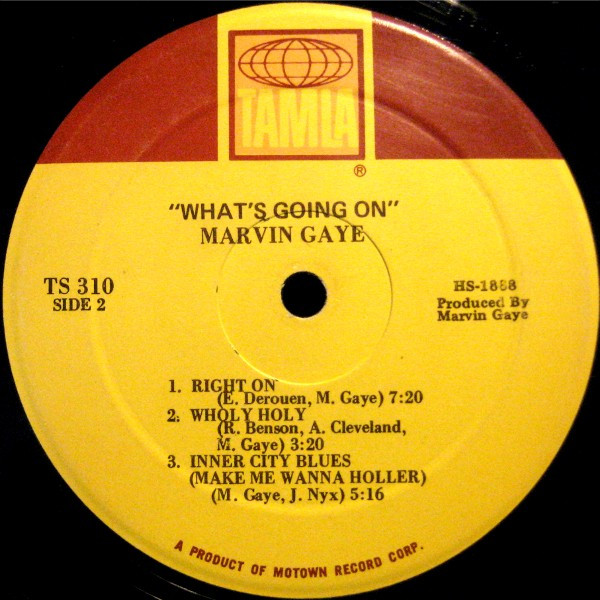 TAMLA
®
"WHAT'S GOING ON"
MARVIN GAYE
TS 310
SIDE 2
HS-1888
Produced By
Marvin Gaye
1. RIGHT ON
(E. Derouen, M. Gaye) 7:20
2. WHOLY HOLY
(R. Benson, A. Cleveland,
M. Gaye) 3:20
3. INNER CITY BLUES
(MAKE ME WANNA HOLLER)
(M. Gaye, J. Nyx) 5:16
A PRODUCT OF MOTOWN RECORD CORP.